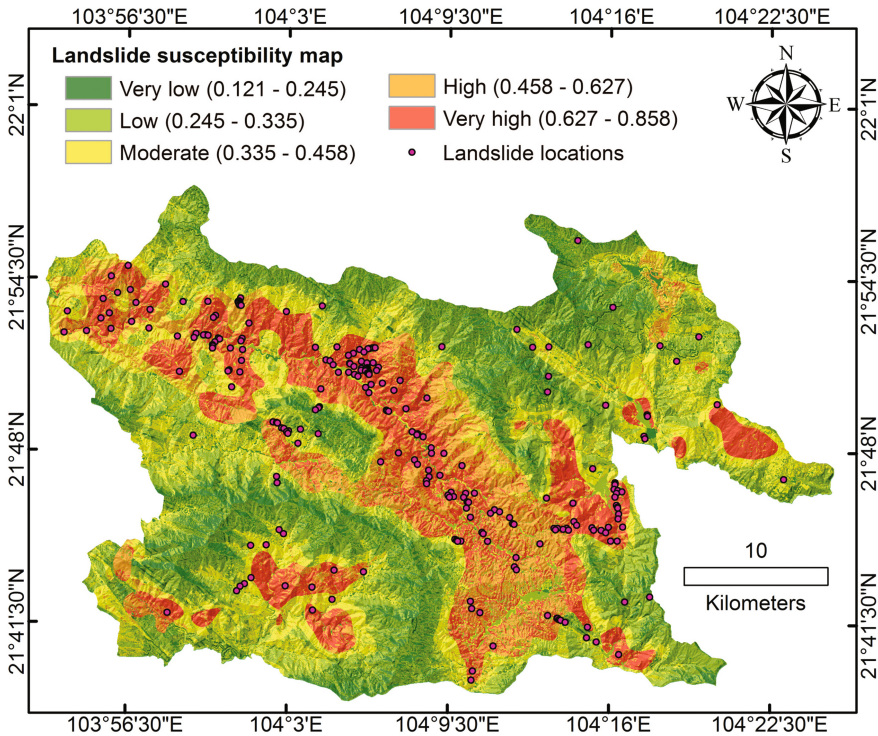 103°56'30"E 104°3'E 104°9'30"E 104°16'E 104°22'30"E
Landslide susceptibility map
Very low (0.121 - 0.245)
Low (0.245 - 0.335)
Moderate (0.335 - 0.458)
High (0.458 - 0.627)
Very high (0.627 - 0.858)
Landslide locations
N
W E
S
22°1'N 22°1'N
21°54'30"N 21°54'30"N
21°48'N 21°48'N
21°41'30"N 21°41'30"N
10
Kilometers
103°56'30"E 104°3'E 104°9'30"E 104°16'E 104°22'30"E